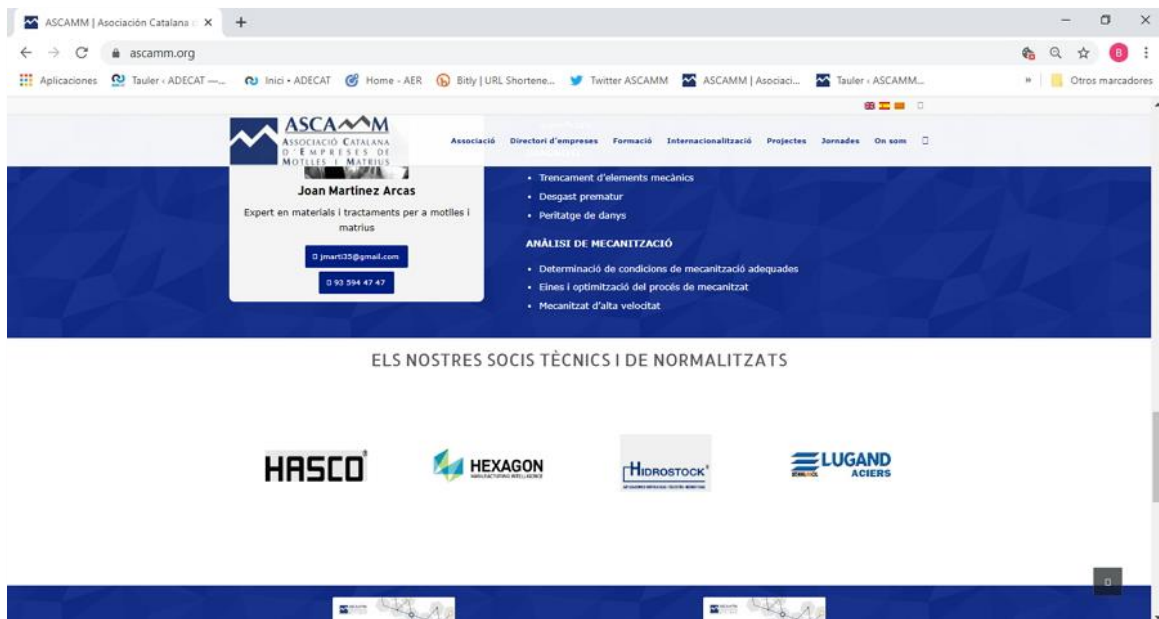 ASCAMM | Asociación Catalana d
ascamm.org
B
Aplicaciones
Tauler ‹ ADECAT —...
Inici • ADECAT
Home - AER
Bitly | URL Shortene...
Twitter ASCAMM
ASCAMM | Asociaci...
Tauler ‹ ASCAMM...
Otros marcadores
ASCAMM
ASSOCIACIÓ CATALANA
D'EMPRESES DE
MOTLLES I MATRIUS
Associació
Directori d'empreses
Formació
Internacionalització
Projectes
Jornades
On som
Joan Martínez Arcas
Expert en materials i tractaments per a motlles i
matrius
jmarti35@gmail.com
93 594 47 47
• Trencament d'elements mecànics
• Desgast prematur
• Peritatge de danys
ANÀLISI DE MECANITZACIÓ
• Determinació de condicions de mecanització adequades
• Eines i optimització del procés de mecanitzat
• Mecanitzat d'alta velocitat
ELS NOSTRES SOCIS TÈCNICS I DE NORMALITZATS
HASCO®
HEXAGON
MANUFACTURING INTELLIGENCE
HIDROSTOCK
LUGAND
ACIERS